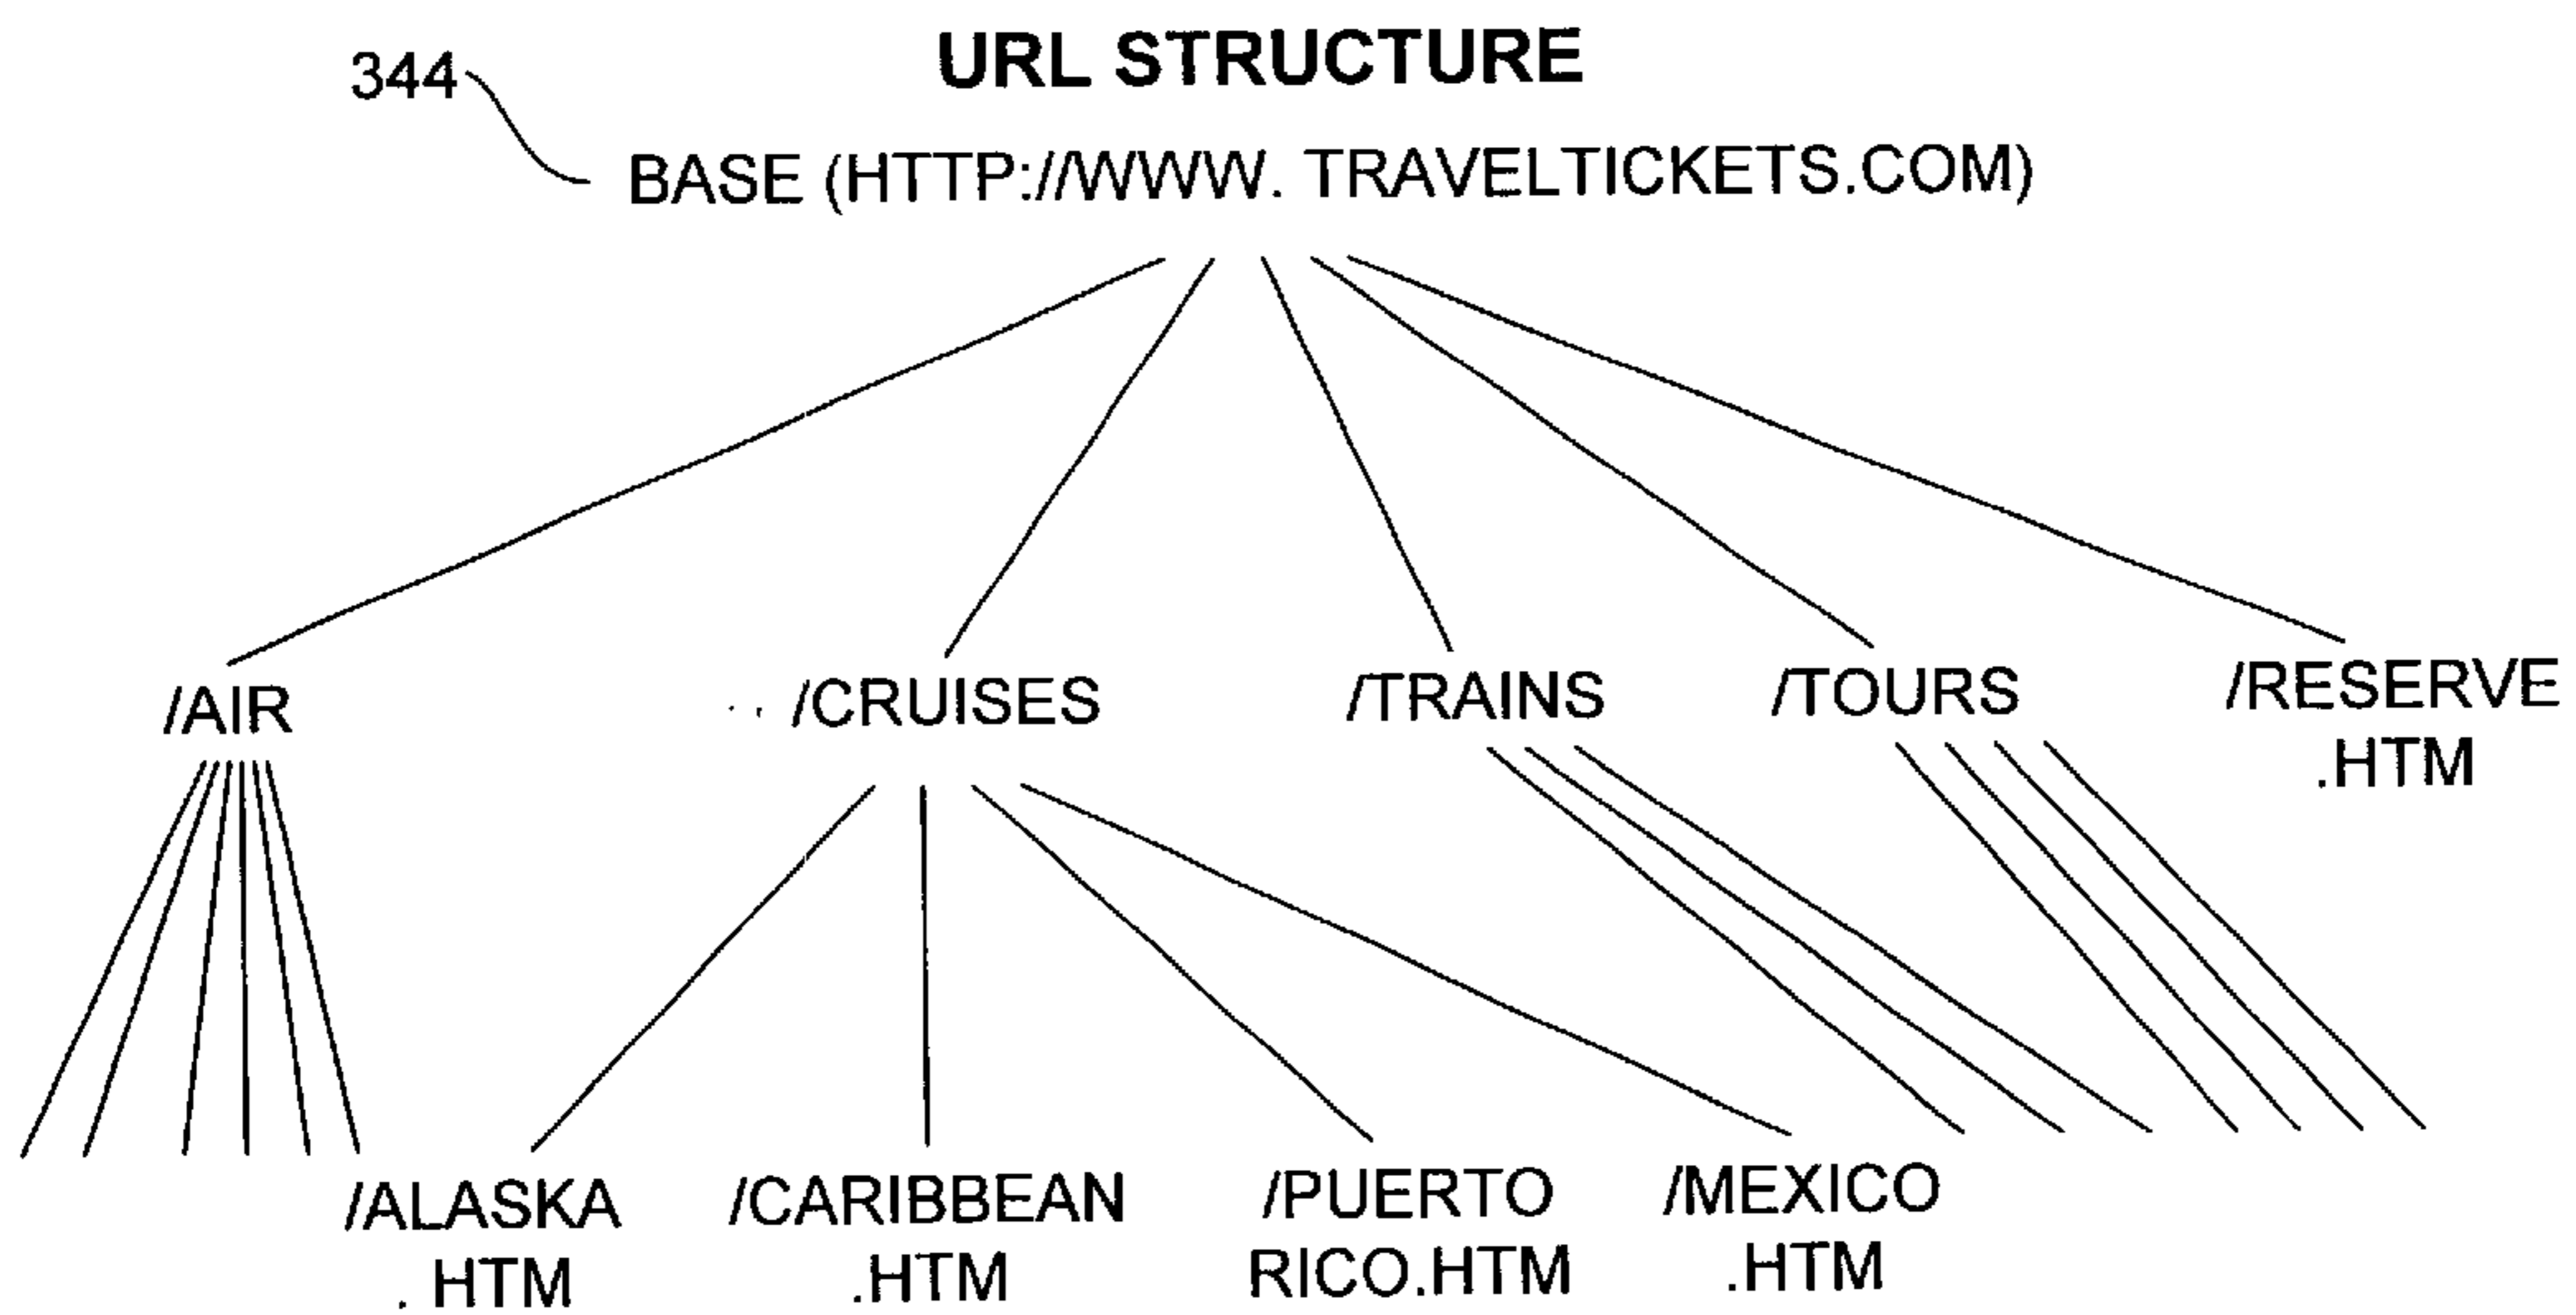 URL STRUCTURE
344
BASE (HTTP://WWW. TRAVELTICKETS.COM)
/AIR
/CRUISES
/TRAINS
/TOURS
/RESERVE
.HTM
/ALASKA
. HTM
/CARIBBEAN
.HTM
/PUERTO
RICO.HTM
/MEXICO
.HTM